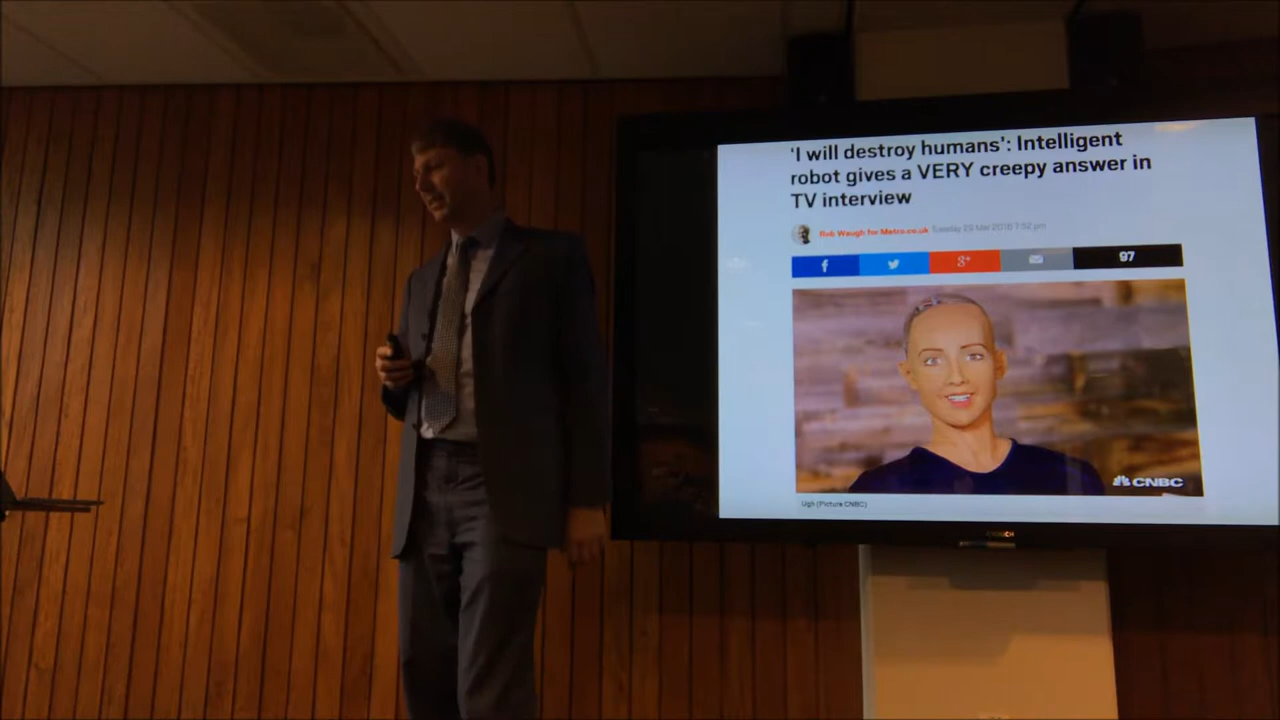 ‘I will destroy humans’: Intelligent
robot gives a VERY creepy answer in
TV interview
Rob Waugh for Metro.co.uk Tuesday 29 Mar 2016 7:52 pm
f
g+
97
CNBC
Ugh (Picture CNBC)